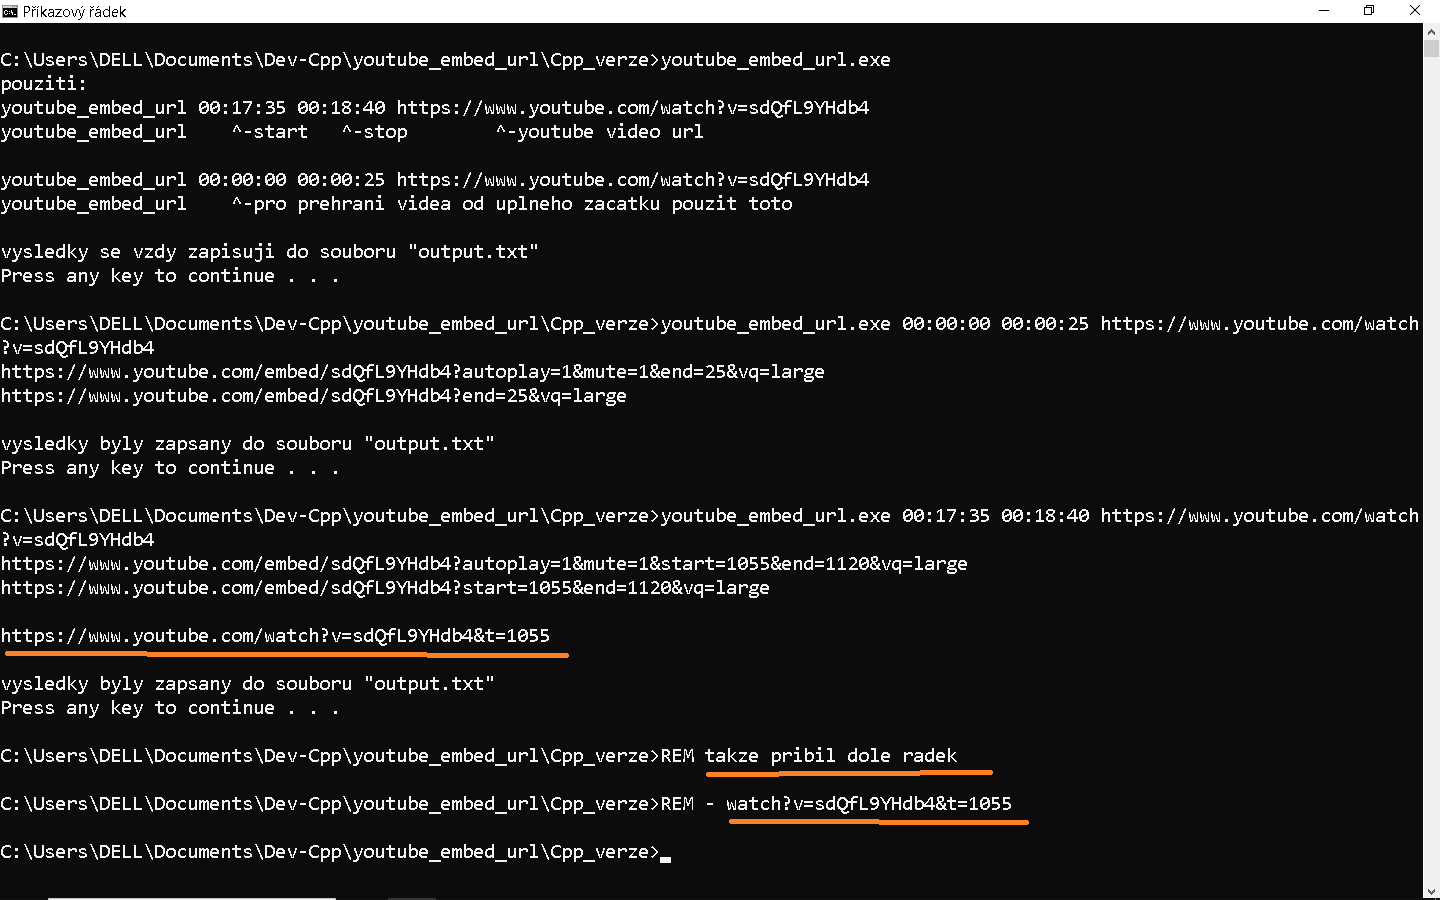 Příkazový řádek
C:\Users\DELL\Documents\Dev-Cpp\youtube_embed_url\Cpp_verze>youtube_embed_url.exe
pouziti:
youtube_embed_url 00:17:35 00:18:40 https://www.youtube.com/watch?v=sdQfL9YHdb4
youtube_embed_url    ^-start   ^-stop        ^-youtube video url
youtube_embed_url 00:00:00 00:00:25 https://www.youtube.com/watch?v=sdQfL9YHdb4
youtube_embed_url    ^-pro prehrani videa od uplneho zacatku pouzit toto
vysledky se vzdy zapisuji do souboru "output.txt"
Press any key to continue . . .
C:\Users\DELL\Documents\Dev-Cpp\youtube_embed_url\Cpp_verze>youtube_embed_url.exe 00:00:00 00:00:25 https://www.youtube.com/watch
?v=sdQfL9YHdb4
https://www.youtube.com/embed/sdQfL9YHdb4?autoplay=1&mute=1&end=25&vq=large
https://www.youtube.com/embed/sdQfL9YHdb4?end=25&vq=large
vysledky byly zapsany do souboru "output.txt"
Press any key to continue . . .
C:\Users\DELL\Documents\Dev-Cpp\youtube_embed_url\Cpp_verze>youtube_embed_url.exe 00:17:35 00:18:40 https://www.youtube.com/watch
?v=sdQfL9YHdb4
https://www.youtube.com/embed/sdQfL9YHdb4?autoplay=1&mute=1&start=1055&end=1120&vq=large
https://www.youtube.com/embed/sdQfL9YHdb4?start=1055&end=1120&vq=large
https://www.youtube.com/watch?v=sdQfL9YHdb4&t=1055
vysledky byly zapsany do souboru "output.txt"
Press any key to continue . . .
C:\Users\DELL\Documents\Dev-Cpp\youtube_embed_url\Cpp_verze>REM takze pribil dole radek
C:\Users\DELL\Documents\Dev-Cpp\youtube_embed_url\Cpp_verze>REM - watch?v=sdQfL9YHdb4&t=1055
C:\Users\DELL\Documents\Dev-Cpp\youtube_embed_url\Cpp_verze>